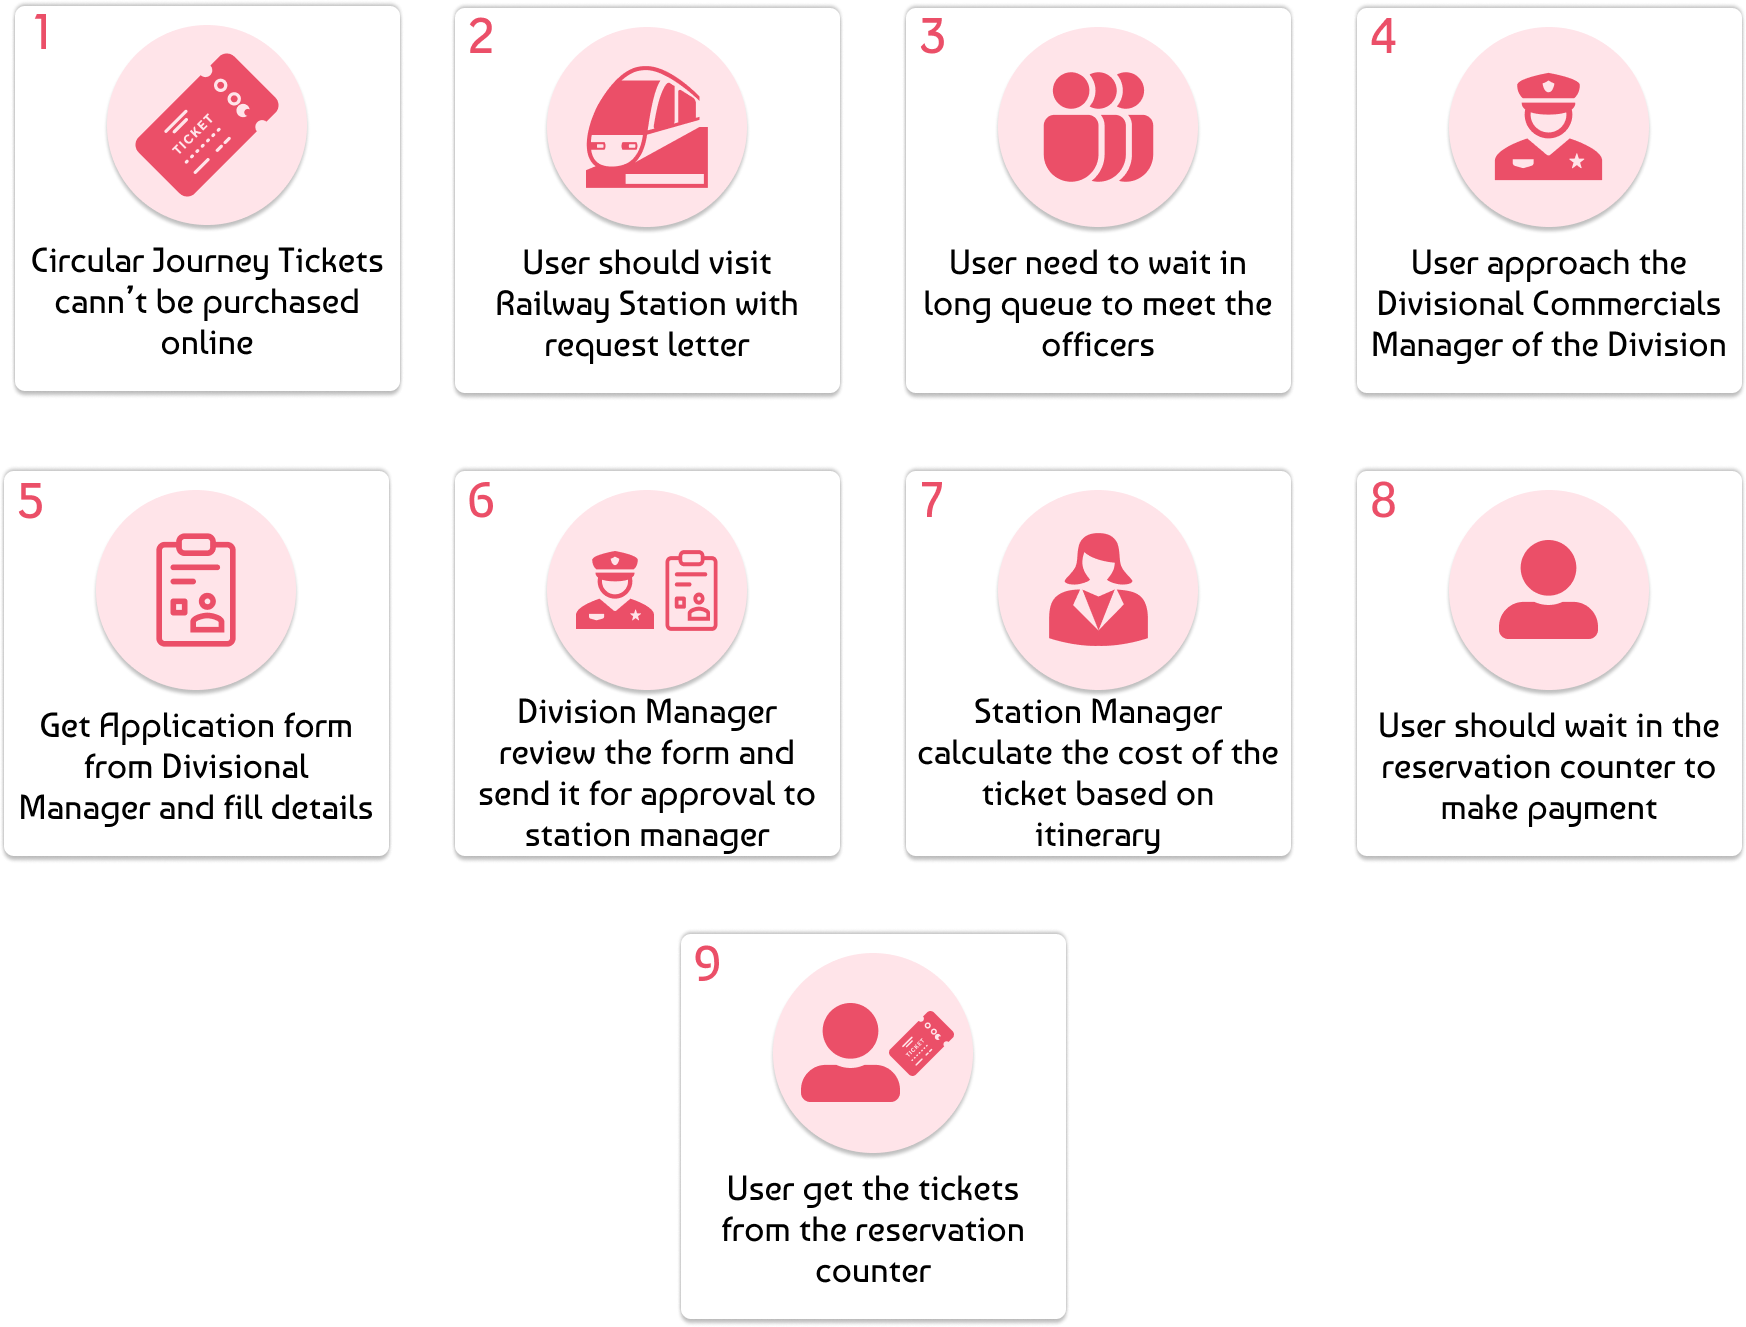 1
TICKET
Circular Journey Tickets
cann't be purchased
online
2
User should visit
Railway Station with
request letter
3
User need to wait in
long queue to meet the
officers
4
User approach the
Divisional Commercials
Manager of the Division
5
Get Application form
from Divisional
Manager and fill details
6
Division Manager
review the form and
send it for approval to
station manager
7
Station Manager
calculate the cost of the
ticket based on
itinerary
8
User should wait in the
reservation counter to
make payment
9
TICKET
User get the tickets
from the reservation
counter